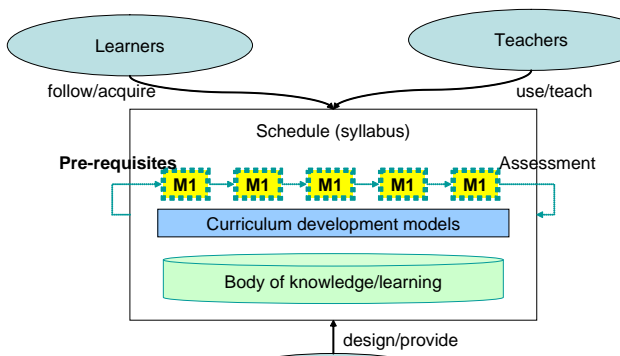 Learners
Teachers
follow/acquire
use/teach
Schedule (syllabus)
Pre-requisites
Assessment
M1
M1
M1
M1
M1
Curriculum development models
Body of knowledge/learning
design/provide